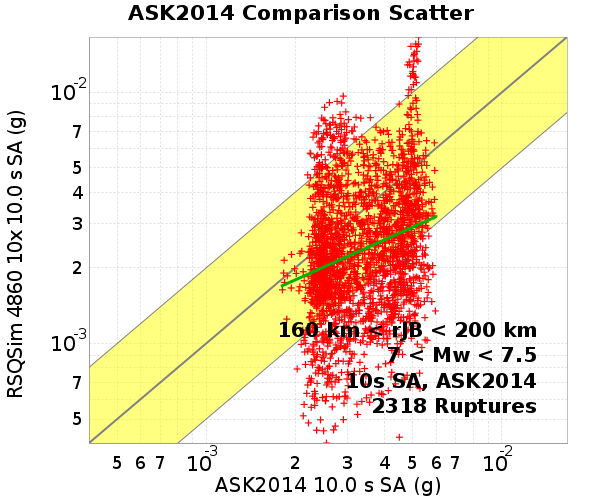 ASK2014 Comparison Scatter
RSQSim 4860 10x 10.0 s SA (g)
10-2
7
5
4
3
2
10-3
7
5
160 km < rJB < 200 km
7 < Mw < 7.5
10s SA, ASK2014
2318 Ruptures
5 6 7 10-3 2 3 4 5 6 7 10-2
ASK2014 10.0 s SA (g)